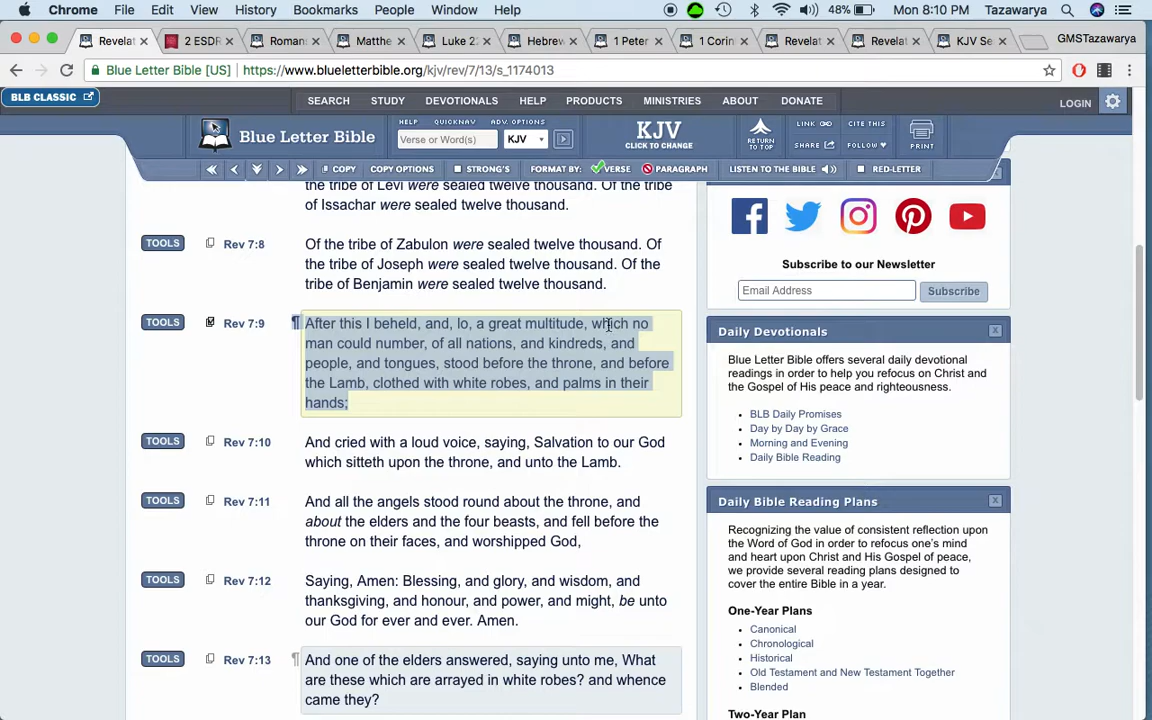 Chrome File Edit View History Bookmarks People Window Help 48% Mon 8:10 PM Tazawarya
Revelat 2 ESDR Romans Matthe Luke 22 Hebrew 1 Peter 1 Corin Revelat Revelat KJV Se GMSTazawarya
Blue Letter Bible [US] https://www.blueletterbible.org/kjv/rev/7/13/s_1174013
BLB CLASSIC SEARCH STUDY DEVOTIONALS HELP PRODUCTS MINISTRIES ABOUT DONATE LOGIN
Blue Letter Bible
HELP QUICKNAV ADV. OPTIONS
Verse or Word(s) KJV
KJV
CLICK TO CHANGE
RETURN
TO TOP
LINK CITE THIS
SHARE FOLLOW PRINT
COPY COPY OPTIONS STRONG'S FORMAT BY: VERSE PARAGRAPH LISTEN TO THE BIBLE RED-LETTER
the tribe of Levi were sealed twelve thousand. Of the
tribe of Issachar were sealed twelve thousand.
TOOLS Rev 7:8 Of the tribe of Zabulon were sealed twelve thousand. Of
the tribe of Joseph were sealed twelve thousand. Of the
tribe of Benjamin were sealed twelve thousand.
TOOLS Rev 7:9 ¶ After this I beheld, and, lo, a great multitude, which no
man could number, of all nations, and kindreds, and
people, and tongues, stood before the throne, and before
the Lamb, clothed with white robes, and palms in their
hands;
TOOLS Rev 7:10 And cried with a loud voice, saying, Salvation to our God
which sitteth upon the throne, and unto the Lamb.
TOOLS Rev 7:11 And all the angels stood round about the throne, and
about the elders and the four beasts, and fell before the
throne on their faces, and worshipped God,
TOOLS Rev 7:12 Saying, Amen: Blessing, and glory, and wisdom, and
thanksgiving, and honour, and power, and might, be unto
our God for ever and ever. Amen.
TOOLS Rev 7:13 ¶ And one of the elders answered, saying unto me, What
are these which are arrayed in white robes? and whence
came they?
Subscribe to our Newsletter
Email Address Subscribe
Daily Devotionals
Blue Letter Bible offers several daily devotional
readings in order to help you refocus on Christ and
the Gospel of His peace and righteousness.
BLB Daily Promises
Day by Day by Grace
Morning and Evening
Daily Bible Reading
Daily Bible Reading Plans
Recognizing the value of consistent reflection upon
the Word of God in order to refocus one's mind
and heart upon Christ and His Gospel of peace,
we provide several reading plans designed to
cover the entire Bible in a year.
One-Year Plans
Canonical
Chronological
Historical
Old Testament and New Testament Together
Blended
Two-Year Plan